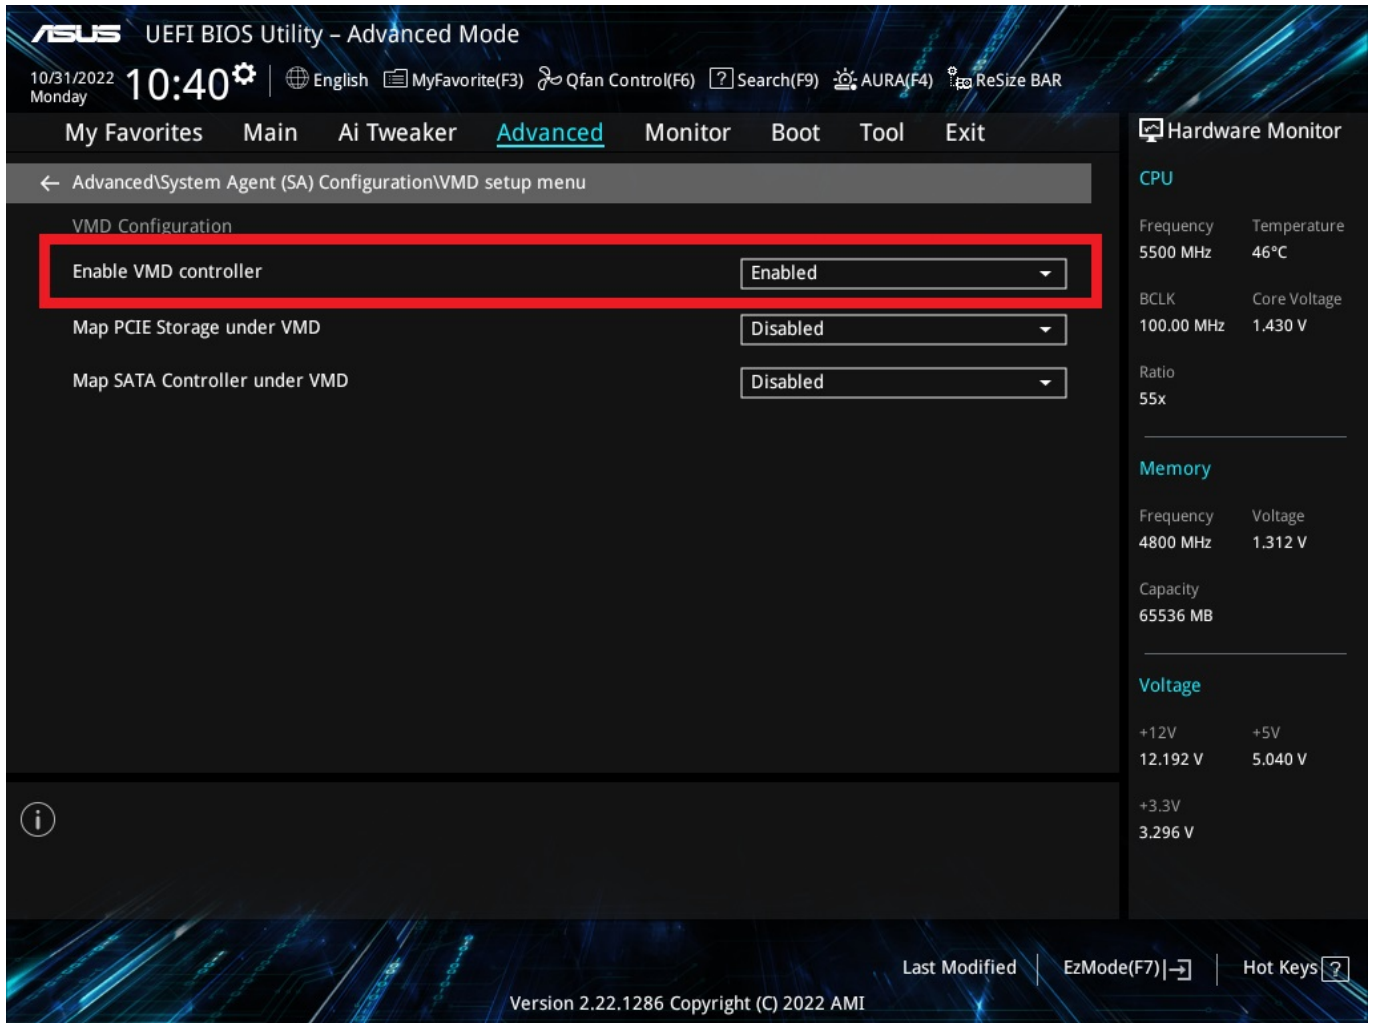 ASUS UEFI BIOS Utility – Advanced Mode
10/31/2022 Monday 10:40 English MyFavorite(F3) Qfan Control(F6) ? Search(F9) AURA(F4) ReSize BAR
My Favorites Main Ai Tweaker Advanced Monitor Boot Tool Exit
← Advanced\System Agent (SA) Configuration\VMD setup menu
VMD Configuration
Enable VMD controller Enabled
Map PCIE Storage under VMD Disabled
Map SATA Controller under VMD Disabled
Hardware Monitor
CPU
Frequency Temperature
5500 MHz 46°C
BCLK Core Voltage
100.00 MHz 1.430 V
Ratio
55x
Memory
Frequency Voltage
4800 MHz 1.312 V
Capacity
65536 MB
Voltage
+12V +5V
12.192 V 5.040 V
+3.3V
3.296 V
i
Last Modified EzMode(F7) Hot Keys ?
Version 2.22.1286 Copyright (C) 2022 AMI